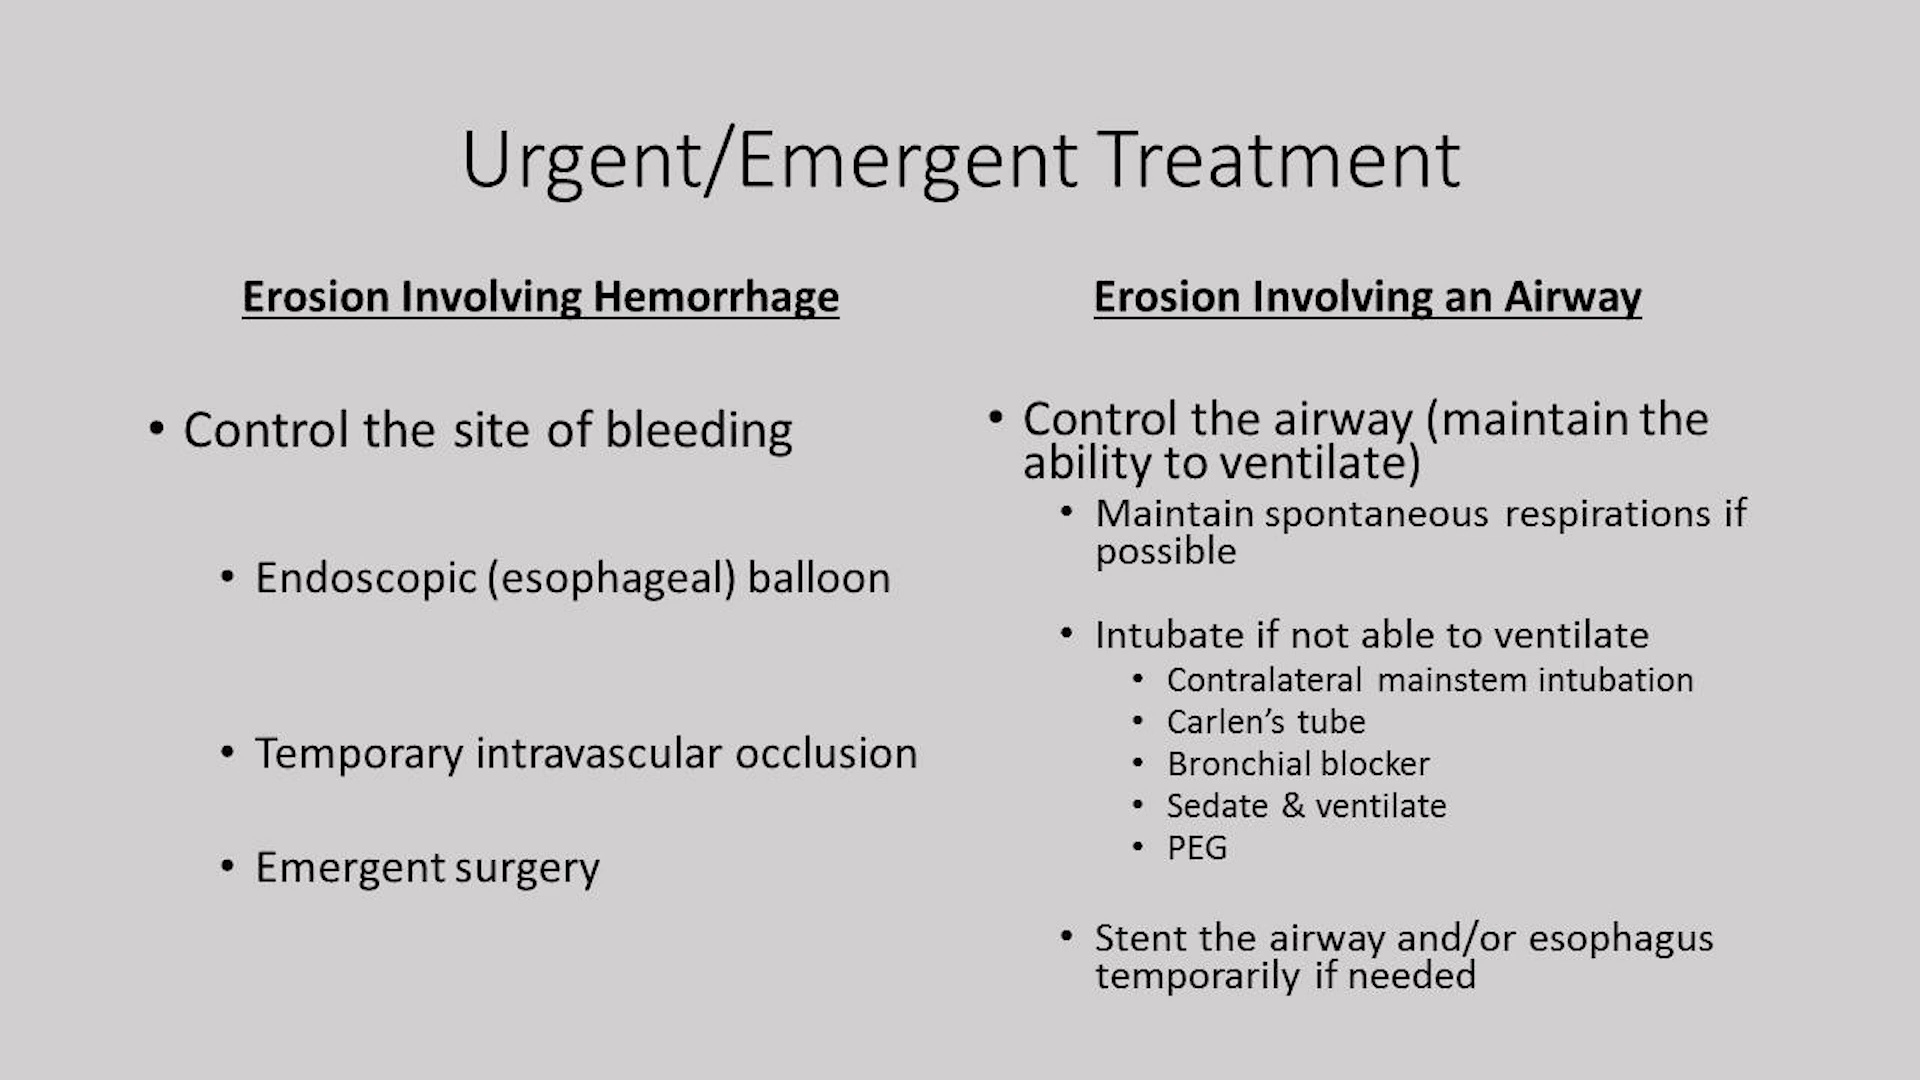 Urgent/Emergent Treatment
Erosion Involving Hemorrhage
• Control the site of bleeding
• Endoscopic (esophageal) balloon
• Temporary intravascular occlusion
• Emergent surgery
Erosion Involving an Airway
• Control the airway (maintain the
ability to ventilate)
• Maintain spontaneous respirations if
possible
• Intubate if not able to ventilate
• Contralateral mainstem intubation
• Carlen’s tube
• Bronchial blocker
• Sedate & ventilate
• PEG
• Stent the airway and/or esophagus
temporarily if needed